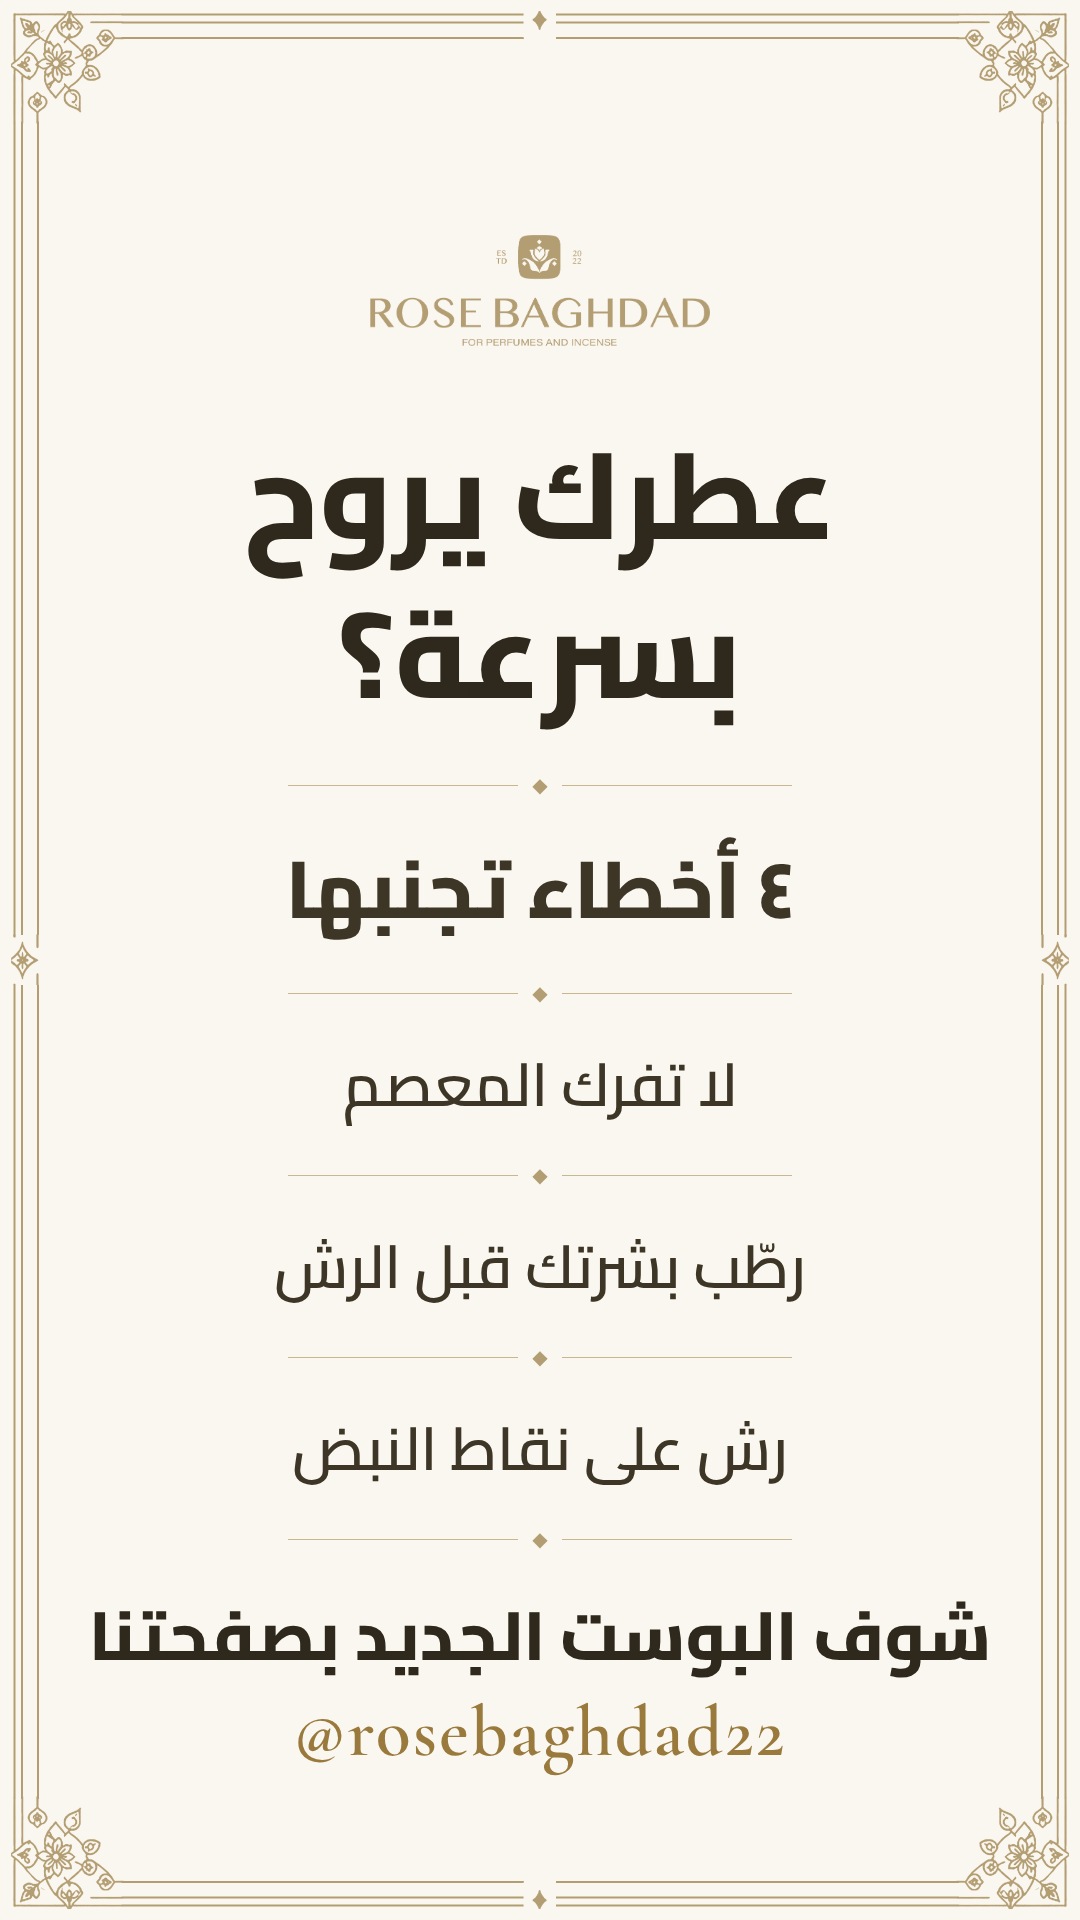 ES
TD
20
22
ROSE BAGHDAD
FOR PERFUMES AND INCENSE
عطرك يروح
بسرعة؟
٤ أخطاء تجنبها
لا تفرك المعصم
رطّب بشرتك قبل الرش
رش على نقاط النبض
شوف البوست الجديد بصفحتنا
@rosebaghdad22